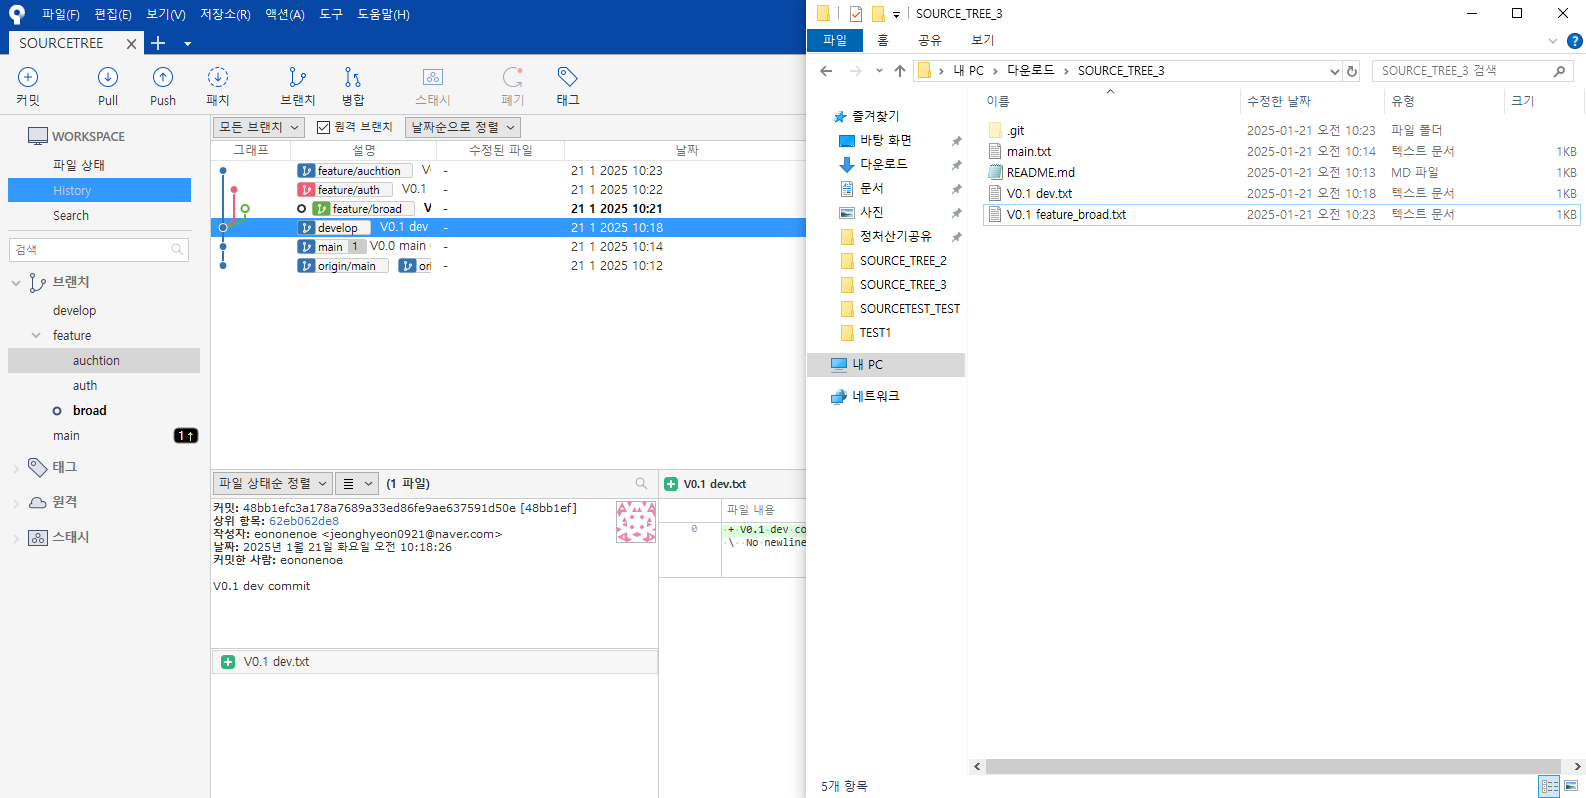 파일(F) 편집(E) 보기(V) 저장소(R) 액션(A) 도구 도움말(H)
SOURCETREE
커밋 Pull Push 패치 브랜치 병합 스태시 폐기 태그
WORKSPACE
파일 상태
History
Search
검색
브랜치
develop
feature
auchtion
auth
broad
main 1↑
태그
원격
스태시
모든 브랜치 원격 브랜치 날짜순으로 정렬
그래프 설명 수정된 파일 날짜
feature/auchtion V( - 21 1 2025 10:23
feature/auth V0.1 - 21 1 2025 10:22
feature/broad V - 21 1 2025 10:21
develop V0.1 dev - 21 1 2025 10:18
main 1 V0.0 main - 21 1 2025 10:14
origin/main ori - 21 1 2025 10:12
파일 상태순 정렬 (1 파일)
커밋: 48bb1efc3a178a7689a33ed86fe9ae637591d50e [48bb1ef]
상위 항목: 62eb062de8
작성자: eononenoe <jeonghyeon0921@naver.com>
날짜: 2025년 1월 21일 화요일 오전 10:18:26
커밋한 사람: eononenoe
V0.1 dev commit
V0.1 dev.txt
V0.1 dev.txt
파일 내용
0 + V0.1 dev co
\ No newline
SOURCE_TREE_3
파일 홈 공유 보기
내 PC › 다운로드 › SOURCE_TREE_3
SOURCE_TREE_3 검색
즐겨찾기
바탕 화면
다운로드
문서
사진
정처산기공유
SOURCE_TREE_2
SOURCE_TREE_3
SOURCETEST_TEST
TEST1
내 PC
네트워크
이름 수정한 날짜 유형 크기
.git 2025-01-21 오전 10:23 파일 폴더
main.txt 2025-01-21 오전 10:14 텍스트 문서 1KB
README.md 2025-01-21 오전 10:13 MD 파일 1KB
V0.1 dev.txt 2025-01-21 오전 10:18 텍스트 문서 1KB
V0.1 feature_broad.txt 2025-01-21 오전 10:23 텍스트 문서 1KB
5개 항목